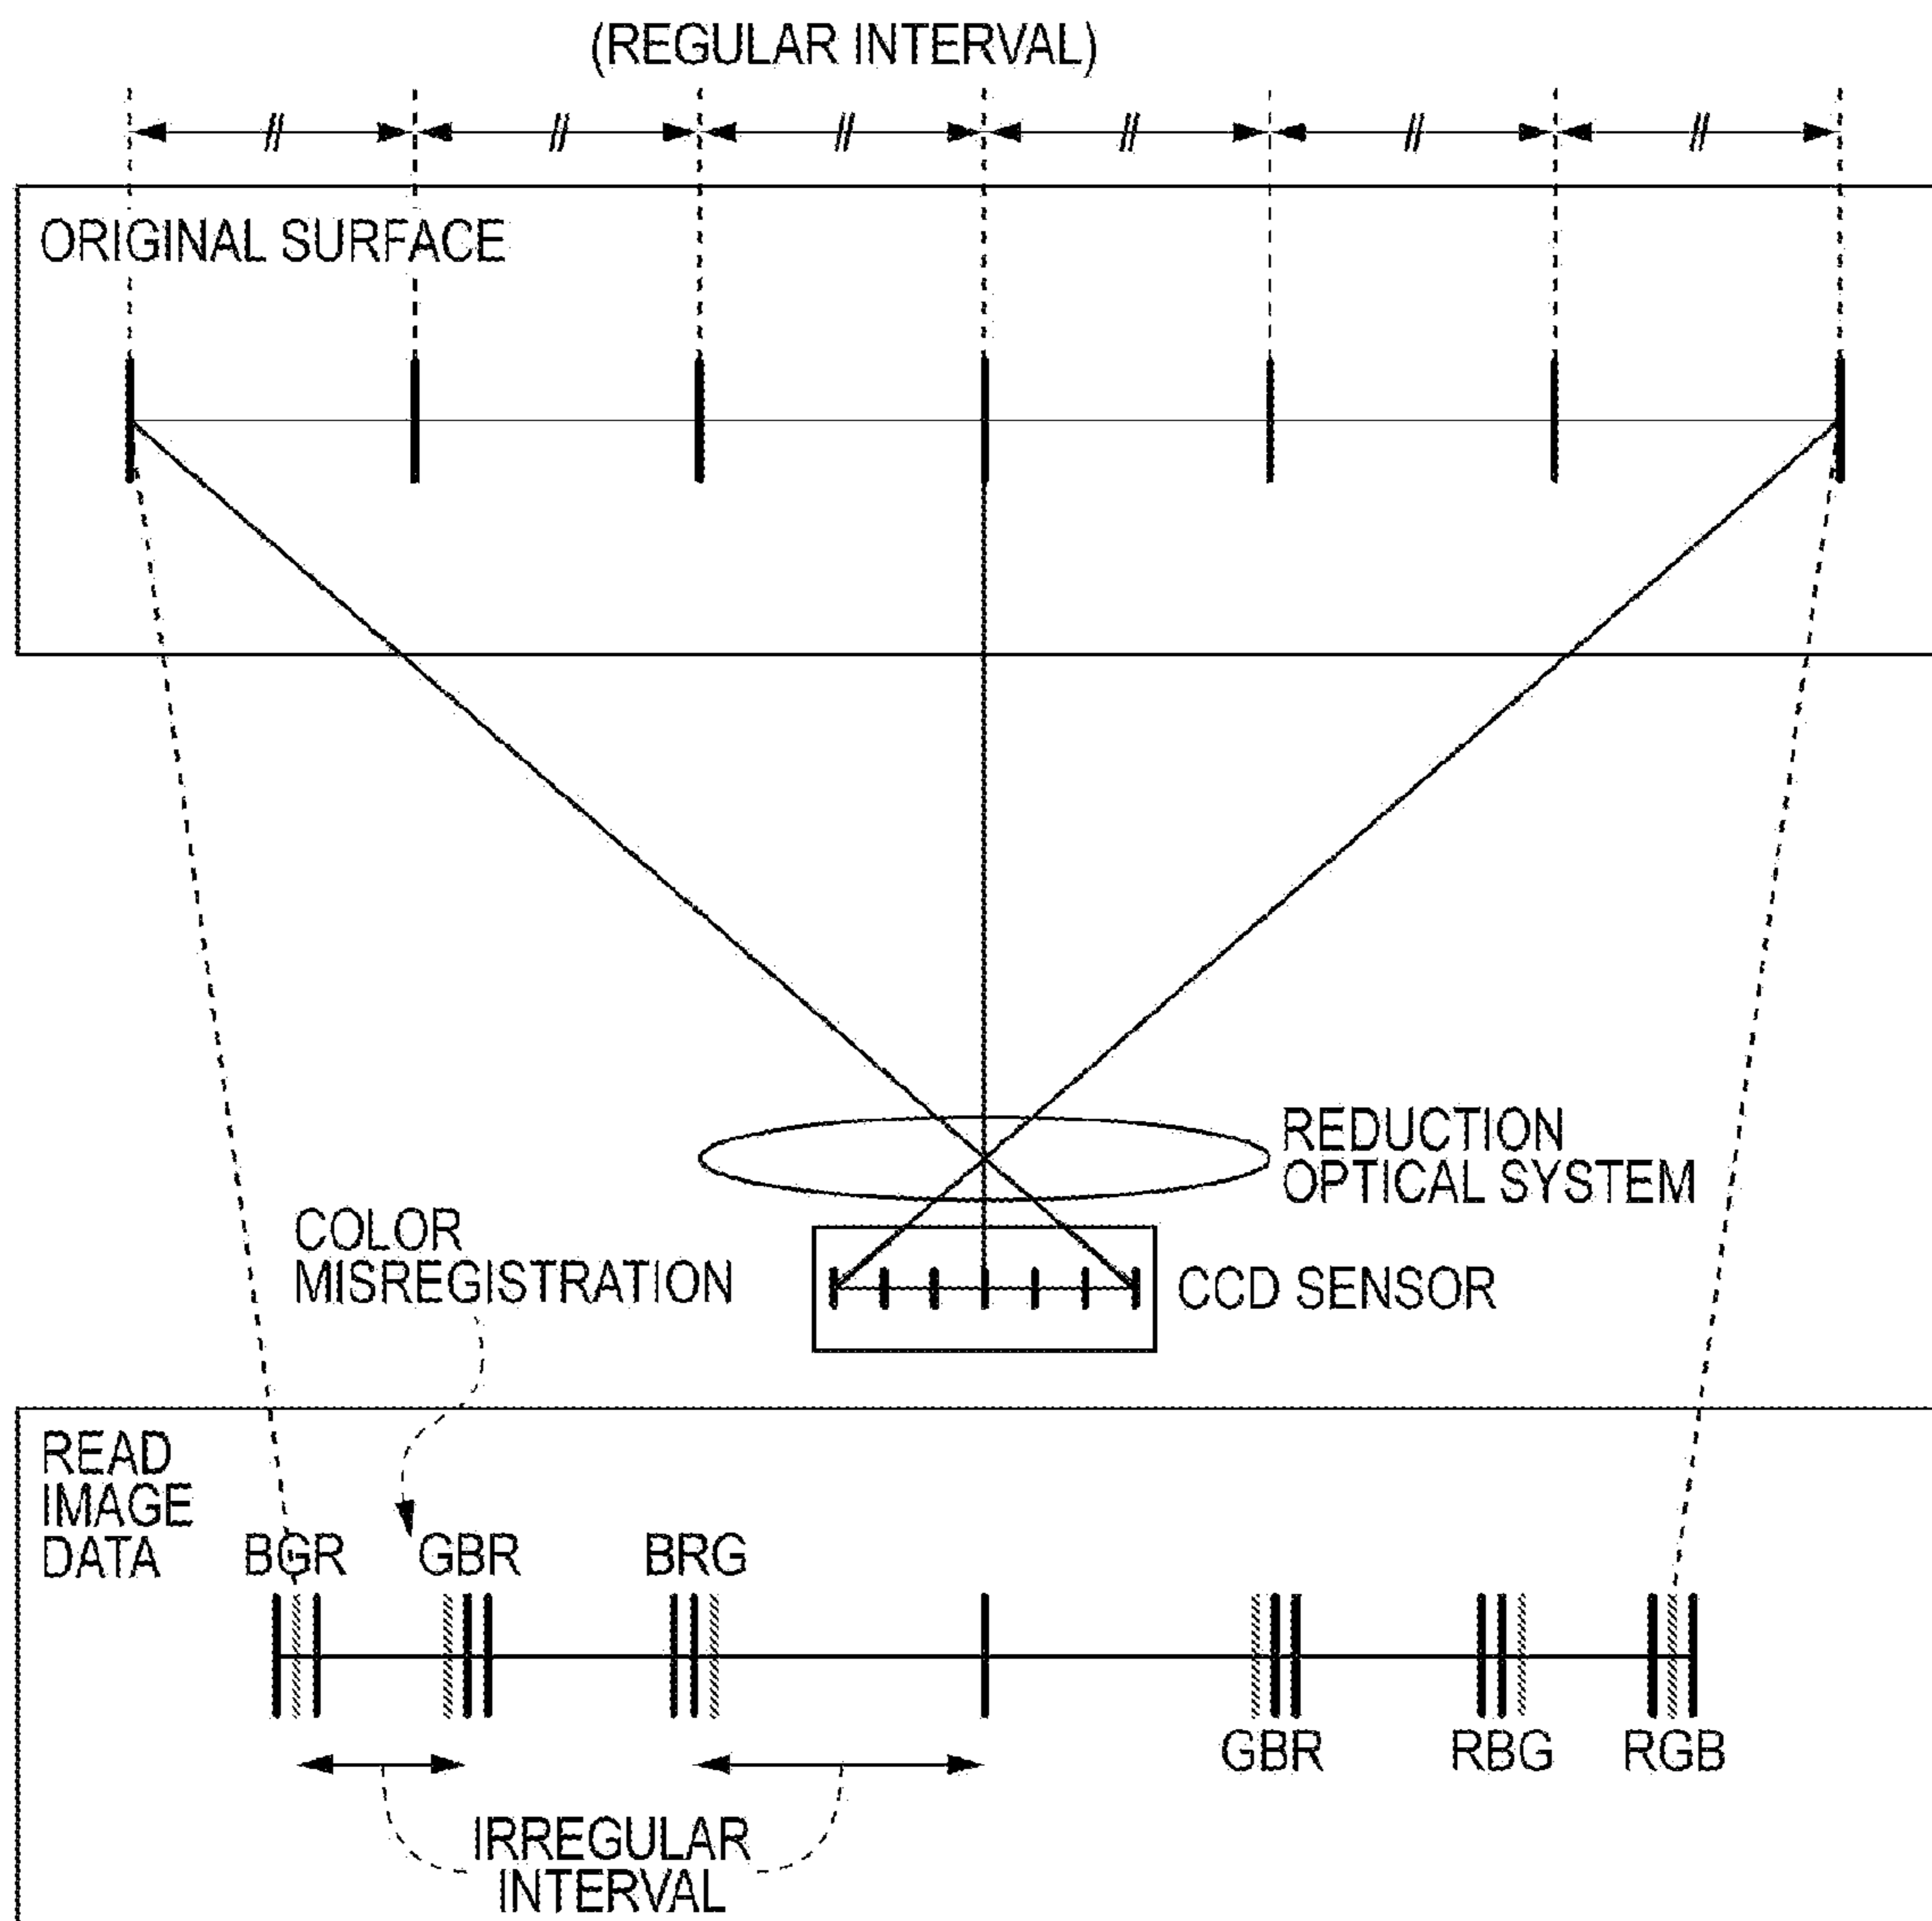 (REGULAR INTERVAL)
ORIGINAL SURFACE
REDUCTION
OPTICAL SYSTEM
COLOR
MISREGISTRATION
CCD SENSOR
READ
IMAGE
DATA
BGR GBR BRG
GBR RBG RGB
IRREGULAR
INTERVAL